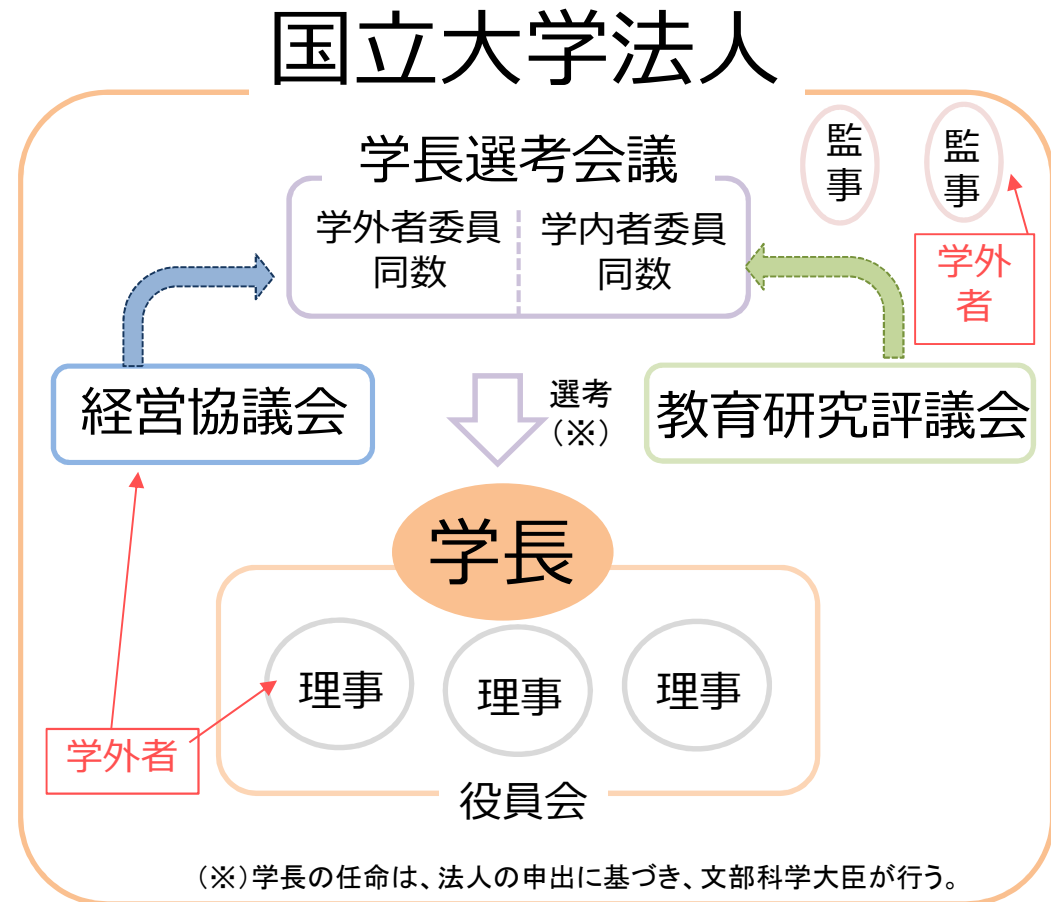 国立大学法人
学長選考会議
学外者委員
同数
学内者委員
同数
監
事
監
事
学外
者
経営協議会
選考
（※）
教育研究評議会
学長
理事
理事
理事
学外者
役員会
（※）学長の任命は、法人の申出に基づき、文部科学大臣が行う。